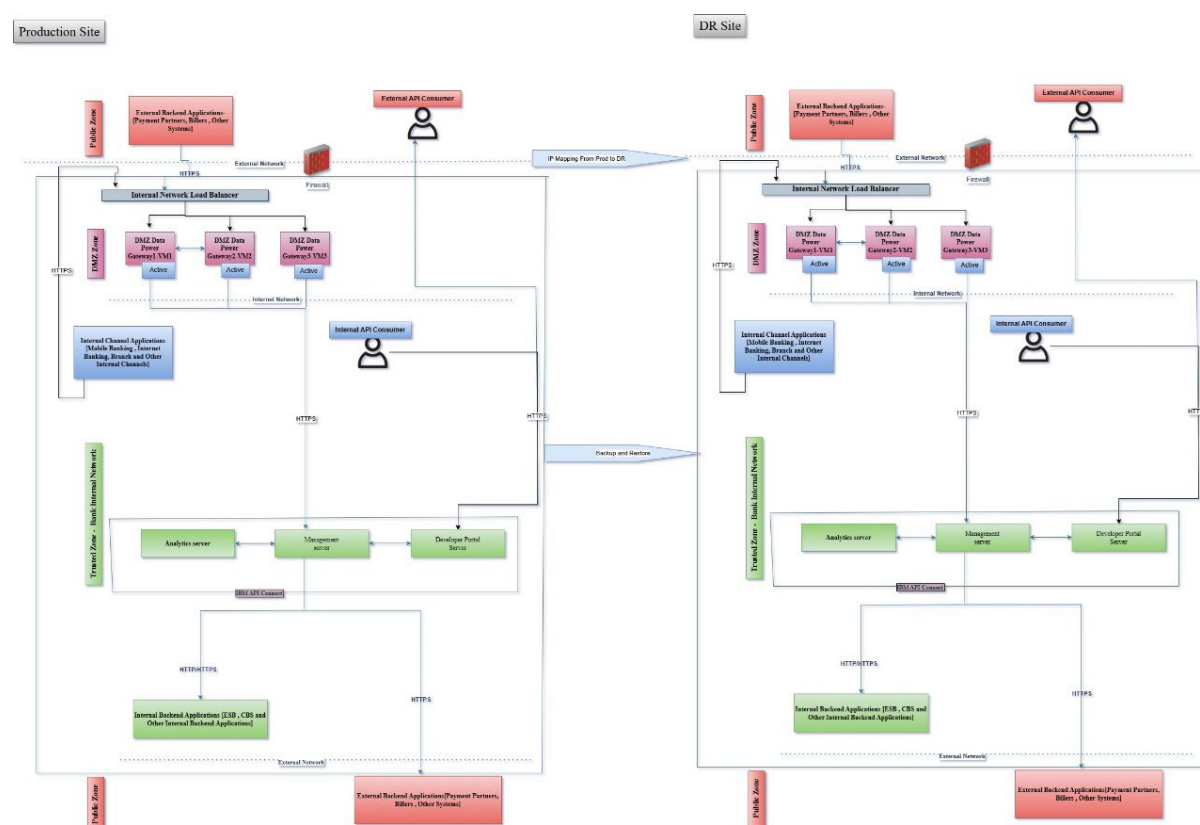 Production Site
DR Site
External API Consumer
External Backend Applications-
[Payment Partners, Billers , Other
Systems]
Public Zone
External Network
HTTPS
Firewall
IP Mapping From Prod to DR
Internal Network Load Balancer
DMZ Zone
DMZ Data
Power
Gateway1-VM1
Active
DMZ Data
Power
Gateway2-VM2
Active
DMZ Data
Power
Gateway3-VM3
Active
HTTPS
Internal Network
Internal API Consumer
Internal Channel Applications
[Mobile Banking , Internet
Banking, Branch and Other
Internal Channels]
HTTPS
HTTPS
Backup and Restore
Trusted Zone - Bank Internal Network
Analytics server
Management
server
Developer Portal
Server
IBM API Connect
HTTP/HTTPS
HTTPS
Internal Backend Applications [ESB , CBS and
Other Internal Backend Applications]
External Network
Public Zone
External Backend Applications[Payment Partners,
Billers , Other Systems]
External API Consumer
External Backend Applications-
[Payment Partners, Billers , Other
Systems]
Public Zone
External Network
HTTPS
Firewall
Internal Network Load Balancer
DMZ Zone
DMZ Data
Power
Gateway1-VM1
Active
DMZ Data
Power
Gateway2-VM2
Active
DMZ Data
Power
Gateway3-VM3
Active
HTTPS
Internal Network
Internal API Consumer
Internal Channel Applications
[Mobile Banking , Internet
Banking, Branch and Other
Internal Channels]
HTTPS
HTT
Trusted Zone - Bank Internal Network
Analytics server
Management
server
Developer Portal
Server
IBM API Connect
HTTP/HTTPS
HTTPS
Internal Backend Applications [ESB , CBS and
Other Internal Backend Applications]
External Network
Public Zone
External Backend Applications[Payment Partners,
Billers , Other Systems]